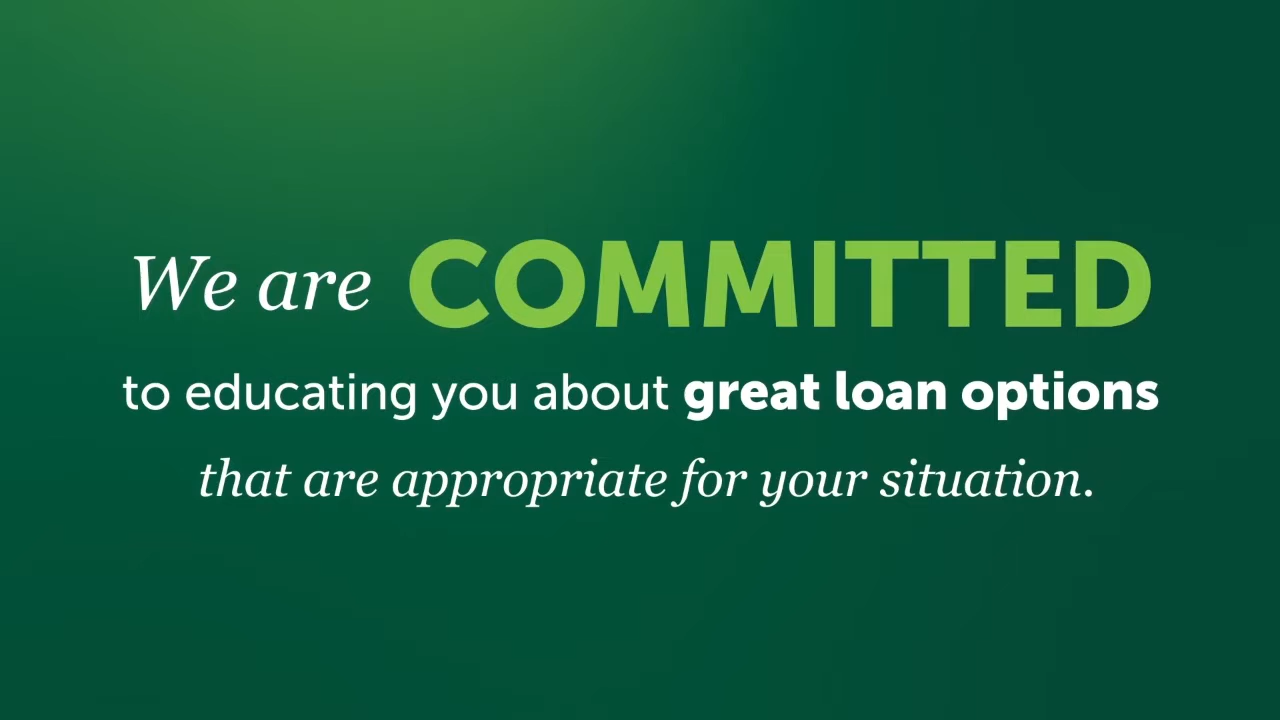 We are COMMITTED
to educating you about great loan options
that are appropriate for your situation.